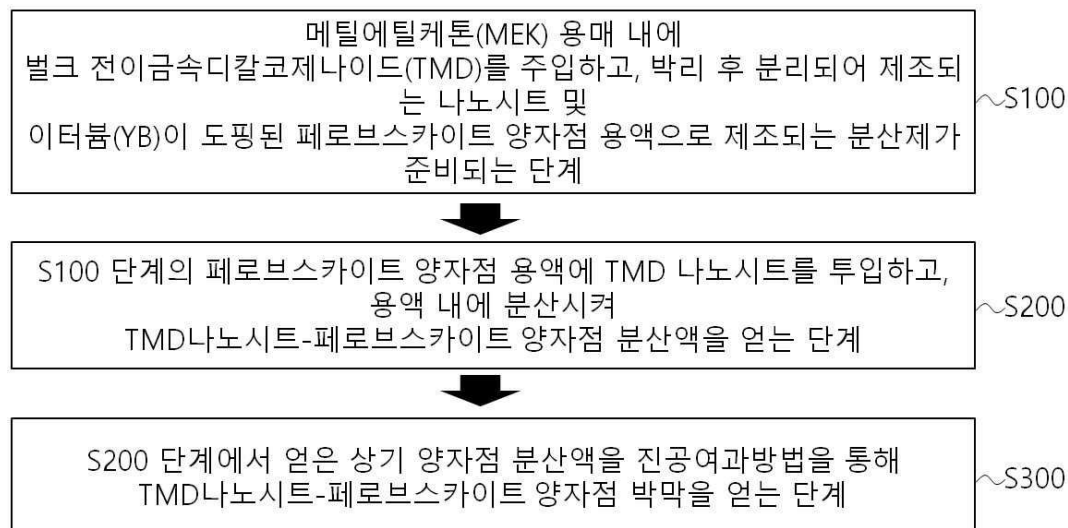 메틸에틸케톤(MEK) 용매 내에
벌크 전이금속디칼코제나이드(TMD)를 주입하고, 박리 후 분리되어 제조되
는 나노시트 및
이터븀(YB)이 도핑된 페로브스카이트 양자점 용액으로 제조되는 분산제가
준비되는 단계
S100
S100 단계의 페로브스카이트 양자점 용액에 TMD 나노시트를 투입하고,
용액 내에 분산시켜
TMD나노시트-페로브스카이트 양자점 분산액을 얻는 단계
S200
S200 단계에서 얻은 상기 양자점 분산액을 진공여과방법을 통해
TMD나노시트-페로브스카이트 양자점 박막을 얻는 단계
S300